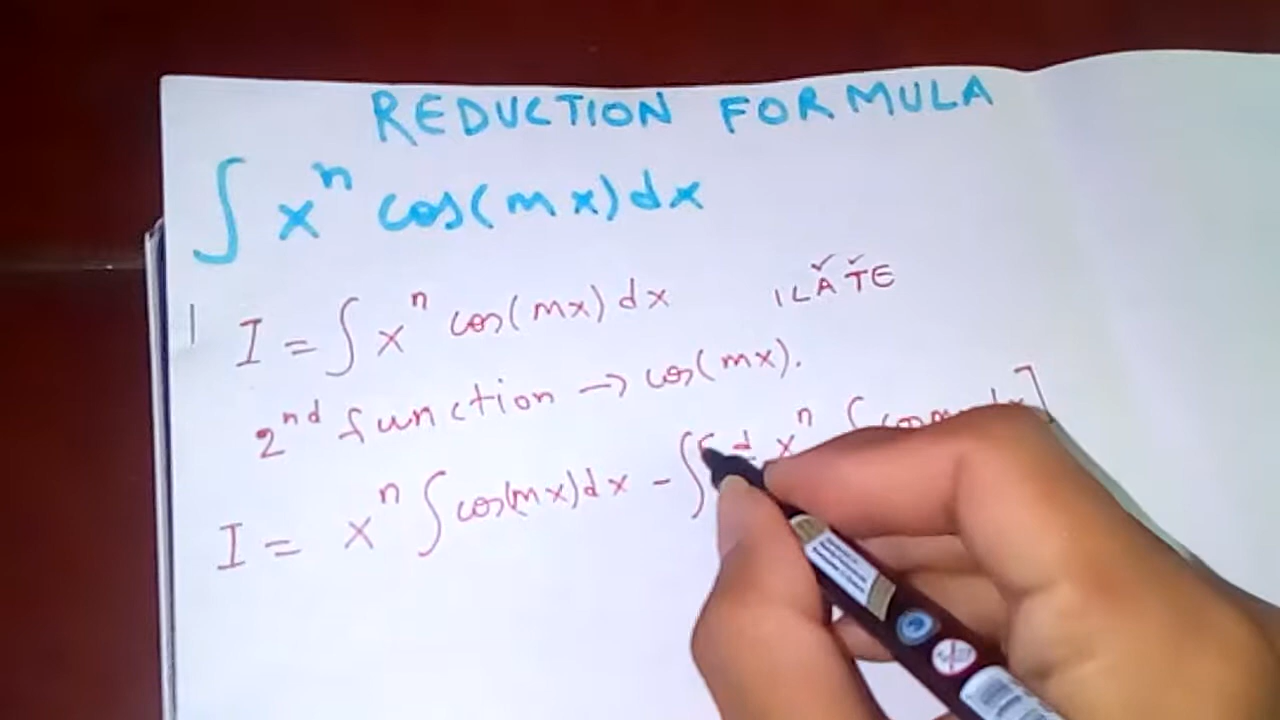 REDUCTION FORMULA
∫ xⁿ cos(mx)dx
I = ∫ xⁿ cos(mx) dx ILATE
2nd function → cos(mx).
I = xⁿ ∫ cos(mx)dx - ∫[ d xⁿ ∫ ]